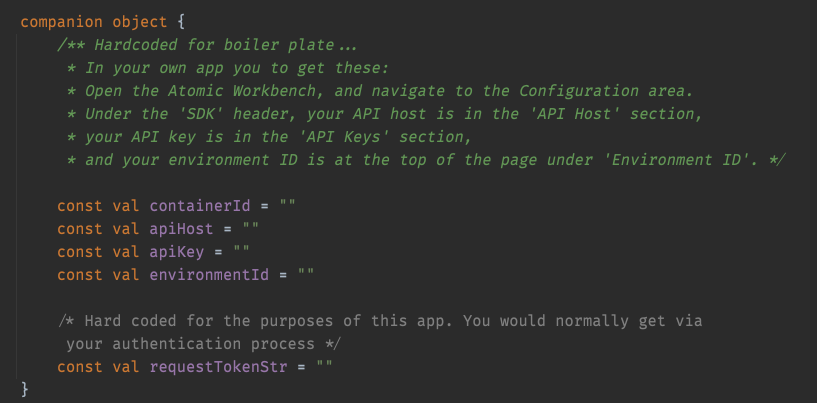 companion object {
/** Hardcoded for boiler plate...
* In your own app you to get these:
* Open the Atomic Workbench, and navigate to the Configuration area.
* Under the 'SDK' header, your API host is in the 'API Host' section,
* your API key is in the 'API Keys' section,
* and your environment ID is at the top of the page under 'Environment ID'. */
const val containerId = ""
const val apiHost = ""
const val apiKey = ""
const val environmentId = ""
/* Hard coded for the purposes of this app. You would normally get via
your authentication process */
const val requestTokenStr = ""
}